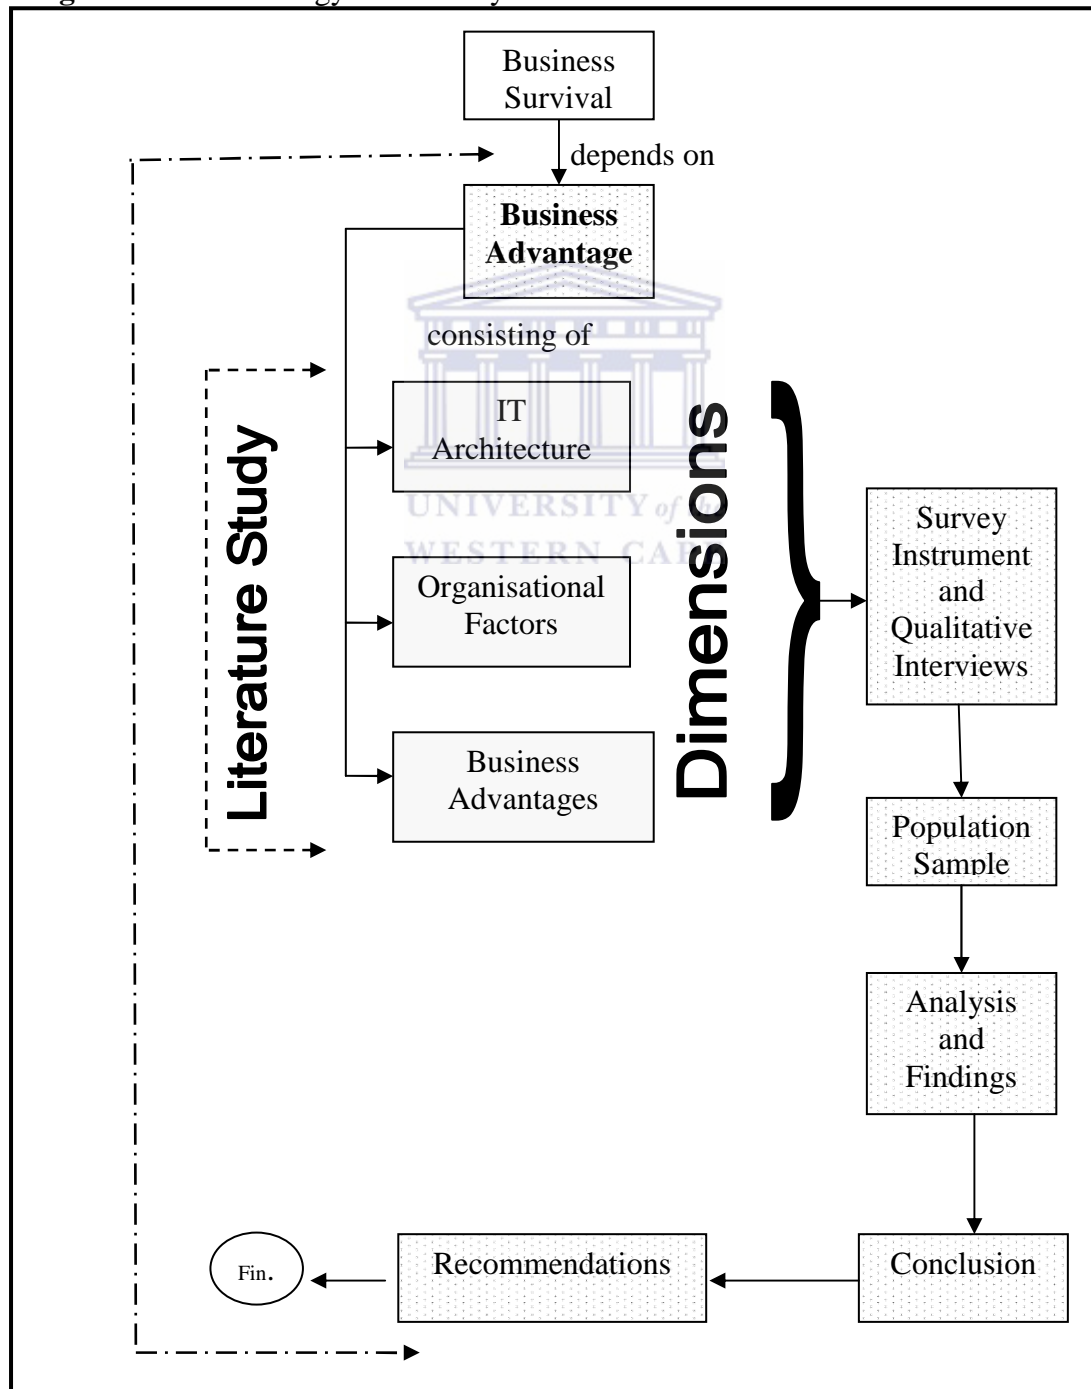 Business
Survival
depends on
Business
Advantage
consisting of
IT
Architecture
UNIVERSITY of the
WESTERN CAPE
Organisational
Factors
Business
Advantages
Literature Study
Dimensions
Survey
Instrument
and
Qualitative
Interviews
Population
Sample
Analysis
and
Findings
Conclusion
Recommendations
Fin.